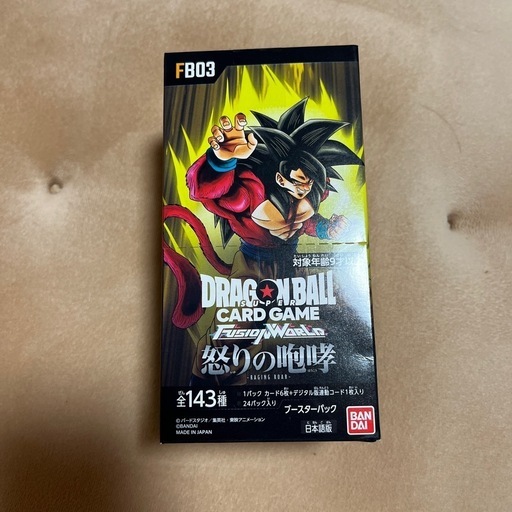 FB03
対象年齢9才以上
DRAGON BALL
SUPER
CARD GAME
FUSION WORLD
怒りの咆哮
-RAGING ROAR-
全143種
1パック カード6枚+デジタル版連動コード1枚入り
24パック入り
ブースターパック
©バードスタジオ/集英社・東映アニメーション
©BANDAI
MADE IN JAPAN
日本語版
BAN
DAI